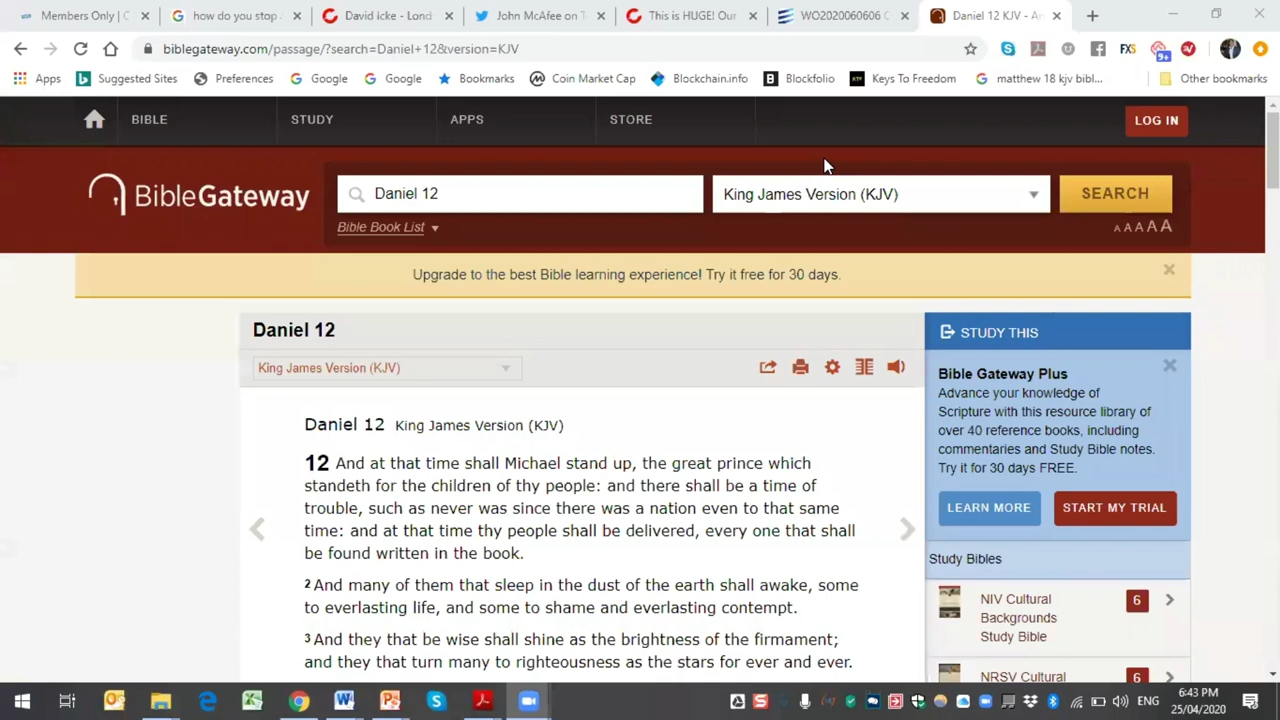 Members Only | C
how do you stop a
David icke - Lond
John McAfee on T
This is HUGE! Our
WO2020060606 C
Daniel 12 KJV - An
biblegateway.com/passage/?search=Daniel+12&version=KJV
FXS
9+
Apps
Suggested Sites
Preferences
Google
Google
Bookmarks
Coin Market Cap
Blockchain.info
Blockfolio
Keys To Freedom
matthew 18 kjv bibl...
Other bookmarks
BIBLE
STUDY
APPS
STORE
LOG IN
BibleGateway
Daniel 12
King James Version (KJV)
SEARCH
Bible Book List
A A A A A
Upgrade to the best Bible learning experience! Try it free for 30 days.
Daniel 12
King James Version (KJV)
Daniel 12 King James Version (KJV)
12 And at that time shall Michael stand up, the great prince which
standeth for the children of thy people: and there shall be a time of
trouble, such as never was since there was a nation even to that same
time: and at that time thy people shall be delivered, every one that shall
be found written in the book.
2 And many of them that sleep in the dust of the earth shall awake, some
to everlasting life, and some to shame and everlasting contempt.
3 And they that be wise shall shine as the brightness of the firmament;
and they that turn many to righteousness as the stars for ever and ever.
STUDY THIS
Bible Gateway Plus
Advance your knowledge of
Scripture with this resource library of
over 40 reference books, including
commentaries and Study Bible notes.
Try it for 30 days FREE.
LEARN MORE
START MY TRIAL
Study Bibles
NIV Cultural
Backgrounds
Study Bible
6
NRSV Cultural
6
ENG
6:43 PM
25/04/2020